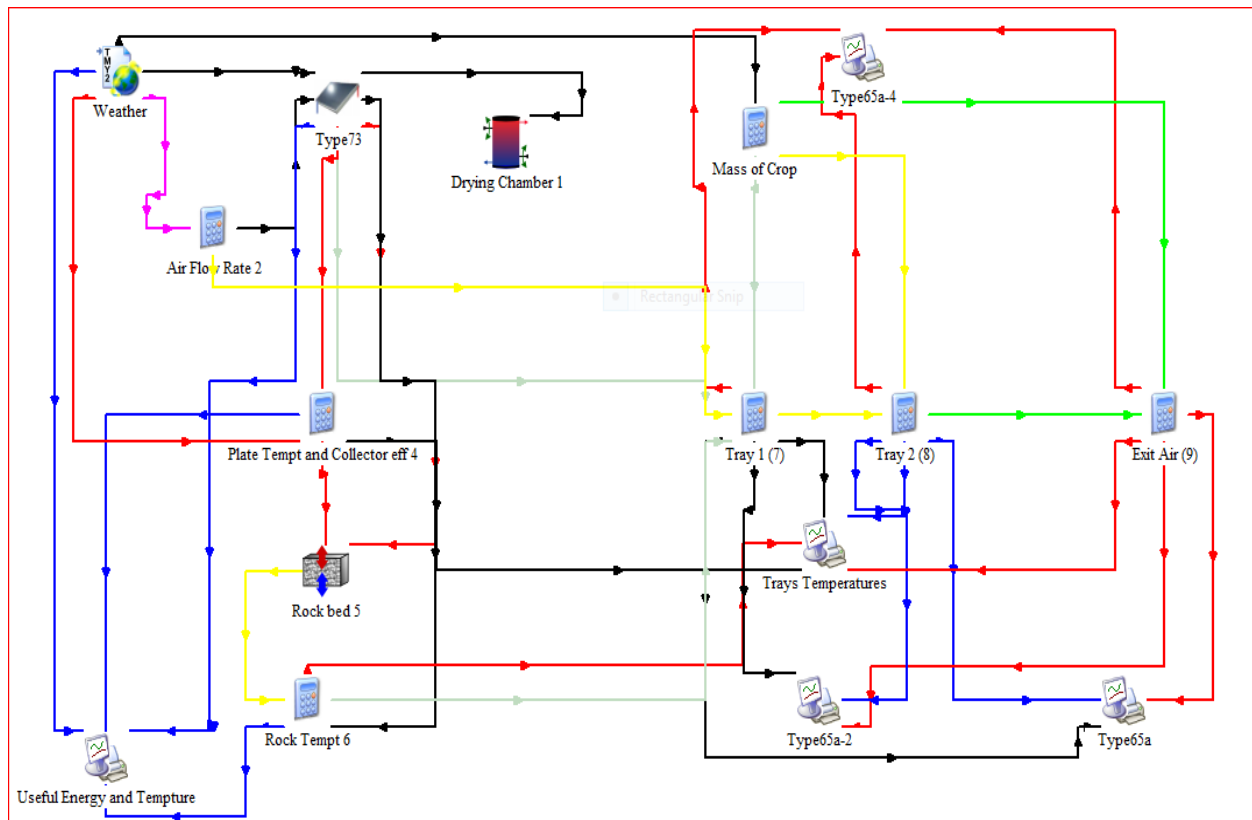 TMY2
Weather
Type73
Drying Chamber 1
Type65a-4
Mass of Crop
Air Flow Rate 2
Rectangular Snip
Plate Tempt and Collector eff 4
Tray 1 (7)
Tray 2 (8)
Exit Air (9)
Rock bed 5
Trays Temperatures
Rock Tempt 6
Type65a-2
Type65a
Useful Energy and Tempture